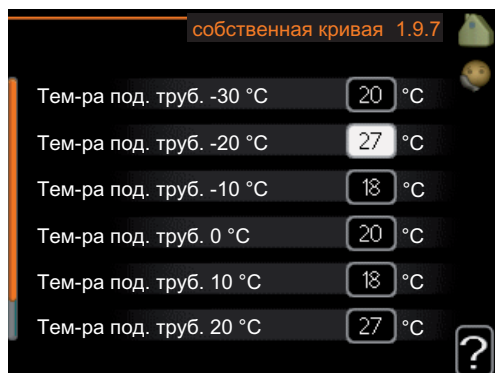 собственная кривая 1.9.7
Тем-ра под. труб. -30 °C 20 °C
Тем-ра под. труб. -20 °C 27 °C
Тем-ра под. труб. -10 °C 18 °C
Тем-ра под. труб. 0 °C 20 °C
Тем-ра под. труб. 10 °C 18 °C
Тем-ра под. труб. 20 °C 27 °C
?